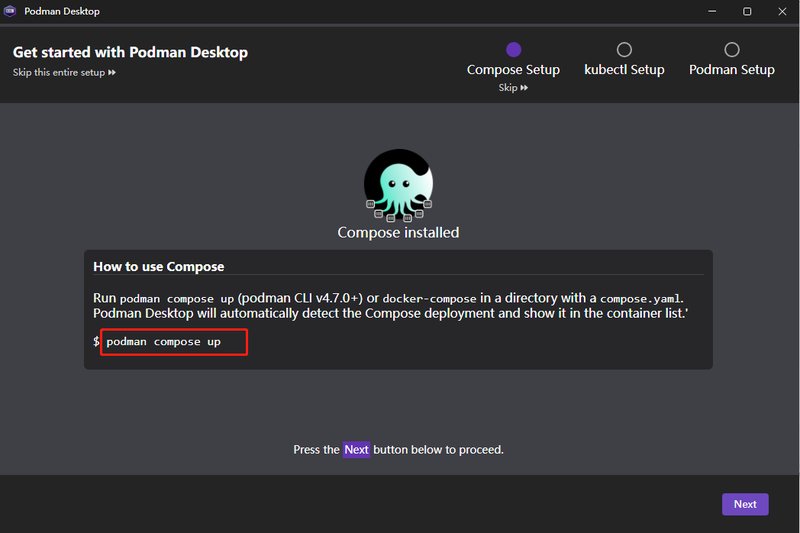 Podman Desktop
Get started with Podman Desktop
Skip this entire setup
Compose Setup
Skip
kubectl Setup
Podman Setup
Compose installed
How to use Compose
Run podman compose up (podman CLI v4.7.0+) or docker-compose in a directory with a compose.yaml.
Podman Desktop will automatically detect the Compose deployment and show it in the container list.'
$ podman compose up
Press the Next button below to proceed.
Next